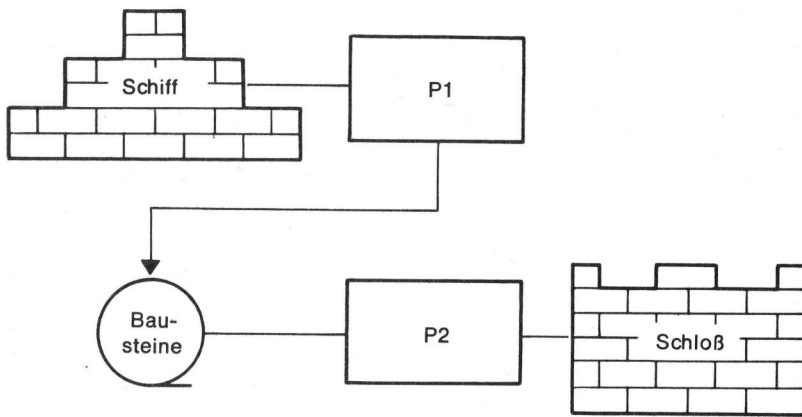 Schiff
P1
Bau-
steine
P2
Schloß